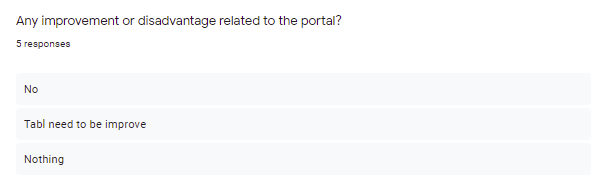 Any improvement or disadvantage related to the portal?
5 responses
No
Tabl need to be improve
Nothing